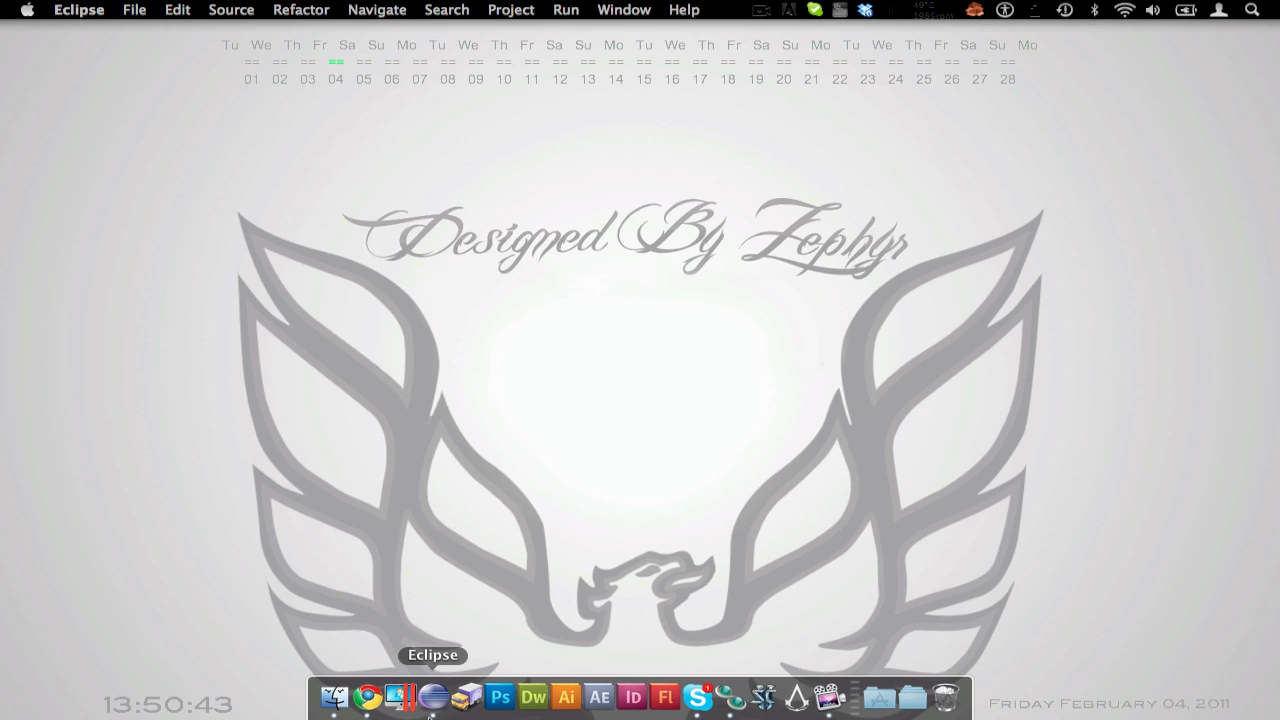 Eclipse File Edit Source Refactor Navigate Search Project Run Window Help
49°C
Tu We Th Fr Sa Su Mo Tu We Th Fr Sa Su Mo Tu We Th Fr Sa Su Mo Tu We Th Fr Sa Su Mo
== == == == == == == == == == == == == == == == == == == == == == == == == == == ==
01 02 03 04 05 06 07 08 09 10 11 12 13 14 15 16 17 18 19 20 21 22 23 24 25 26 27 28
Designed By Zephyr
Eclipse
Ps Dw Ai AE Id Fl S 1
13:50:43
Friday February 04, 2011